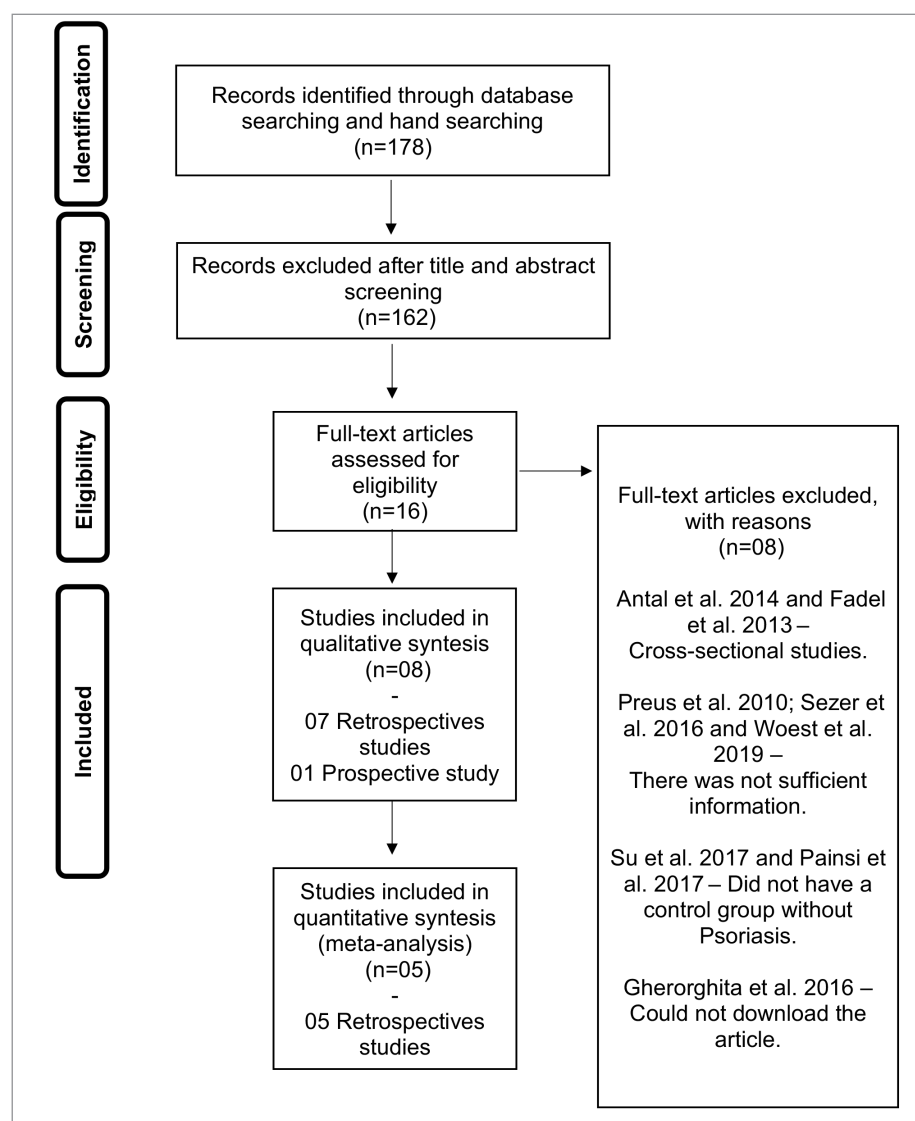 Identification
Records identified through database
searching and hand searching
(n=178)
Screening
Records excluded after title and abstract
screening
(n=162)
Eligibility
Full-text articles
assessed for
eligibility
(n=16)
Full-text articles excluded,
with reasons
(n=08)
Antal et al. 2014 and Fadel
et al. 2013 –
Cross-sectional studies.
Preus et al. 2010; Sezer et
al. 2016 and Woest et al.
2019 –
There was not sufficient
information.
Su et al. 2017 and Painsi et
al. 2017 – Did not have a
control group without
Psoriasis.
Gherorghita et al. 2016 –
Could not download the
article.
Included
Studies included in
qualitative syntesis
(n=08)
-
07 Retrospectives
studies
01 Prospective study
Studies included in
quantitative syntesis
(meta-analysis)
(n=05)
-
05 Retrospectives
studies